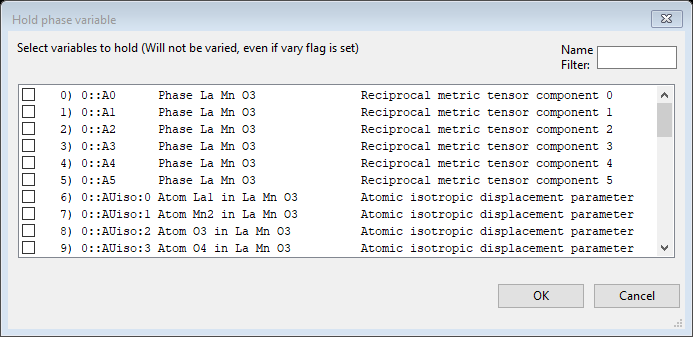 Hold phase variable
Select variables to hold (Will not be varied, even if vary flag is set)
Name Filter:
0) 0::A0 Phase La Mn O3 Reciprocal metric tensor component 0
1) 0::A1 Phase La Mn O3 Reciprocal metric tensor component 1
2) 0::A2 Phase La Mn O3 Reciprocal metric tensor component 2
3) 0::A3 Phase La Mn O3 Reciprocal metric tensor component 3
4) 0::A4 Phase La Mn O3 Reciprocal metric tensor component 4
5) 0::A5 Phase La Mn O3 Reciprocal metric tensor component 5
6) 0::AUiso:0 Atom La1 in La Mn O3 Atomic isotropic displacement parameter
7) 0::AUiso:1 Atom Mn2 in La Mn O3 Atomic isotropic displacement parameter
8) 0::AUiso:2 Atom O3 in La Mn O3 Atomic isotropic displacement parameter
9) 0::AUiso:3 Atom O4 in La Mn O3 Atomic isotropic displacement parameter
OK Cancel